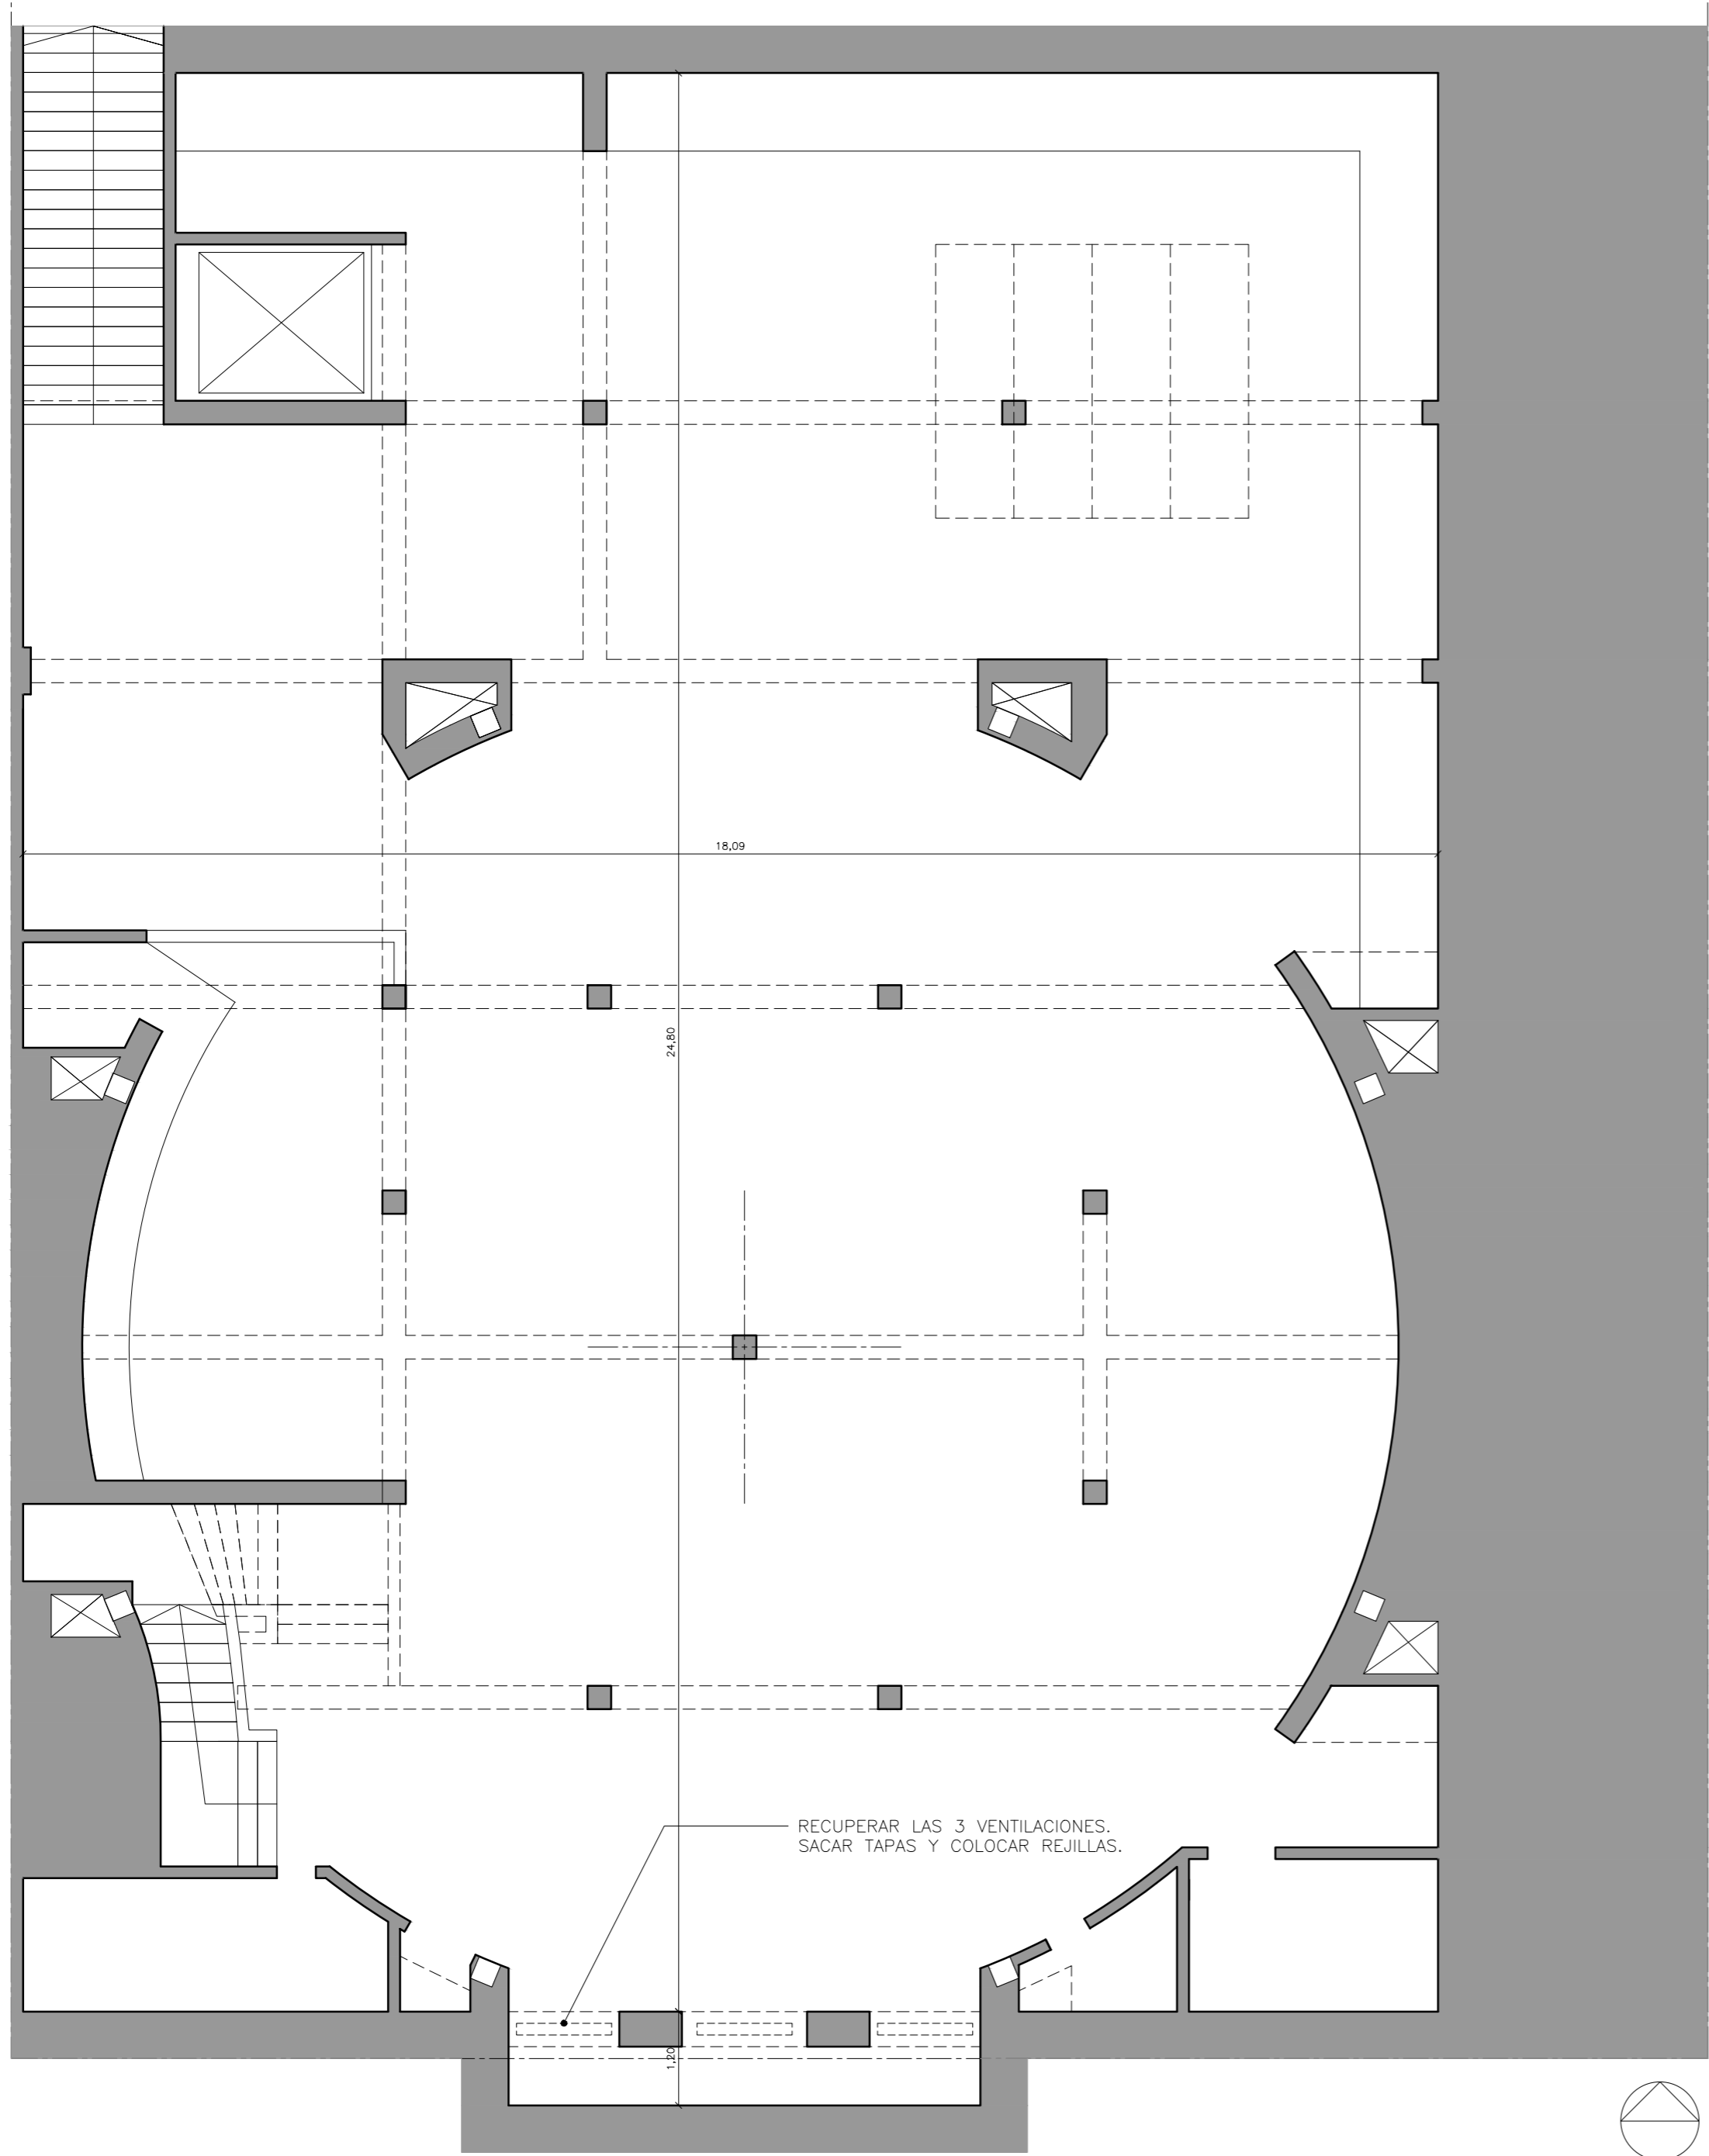 18,09
24,80
RECUPERAR LAS 3 VENTILACIONES.
SACAR TAPAS Y COLOCAR REJILLAS.
1,20